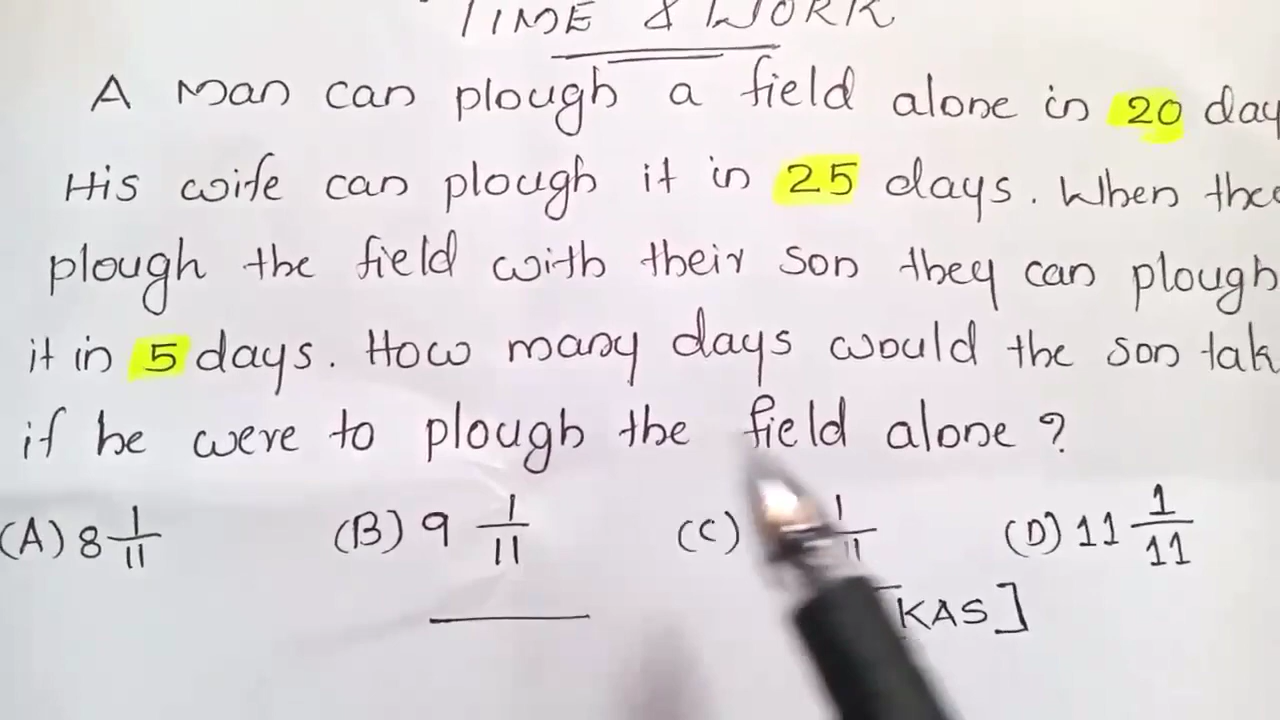 TIME & WORK
A Man can plough a field alone in 20 day
His wife can plough it in 25 days. When the
plough the field with their son they can plough
it in 5 days. How many days would the son tak
if he were to plough the field alone ?
(A) 8 1/11 (B) 9 1/11 (C) 1/11 (D) 11 1/11
[KAS]